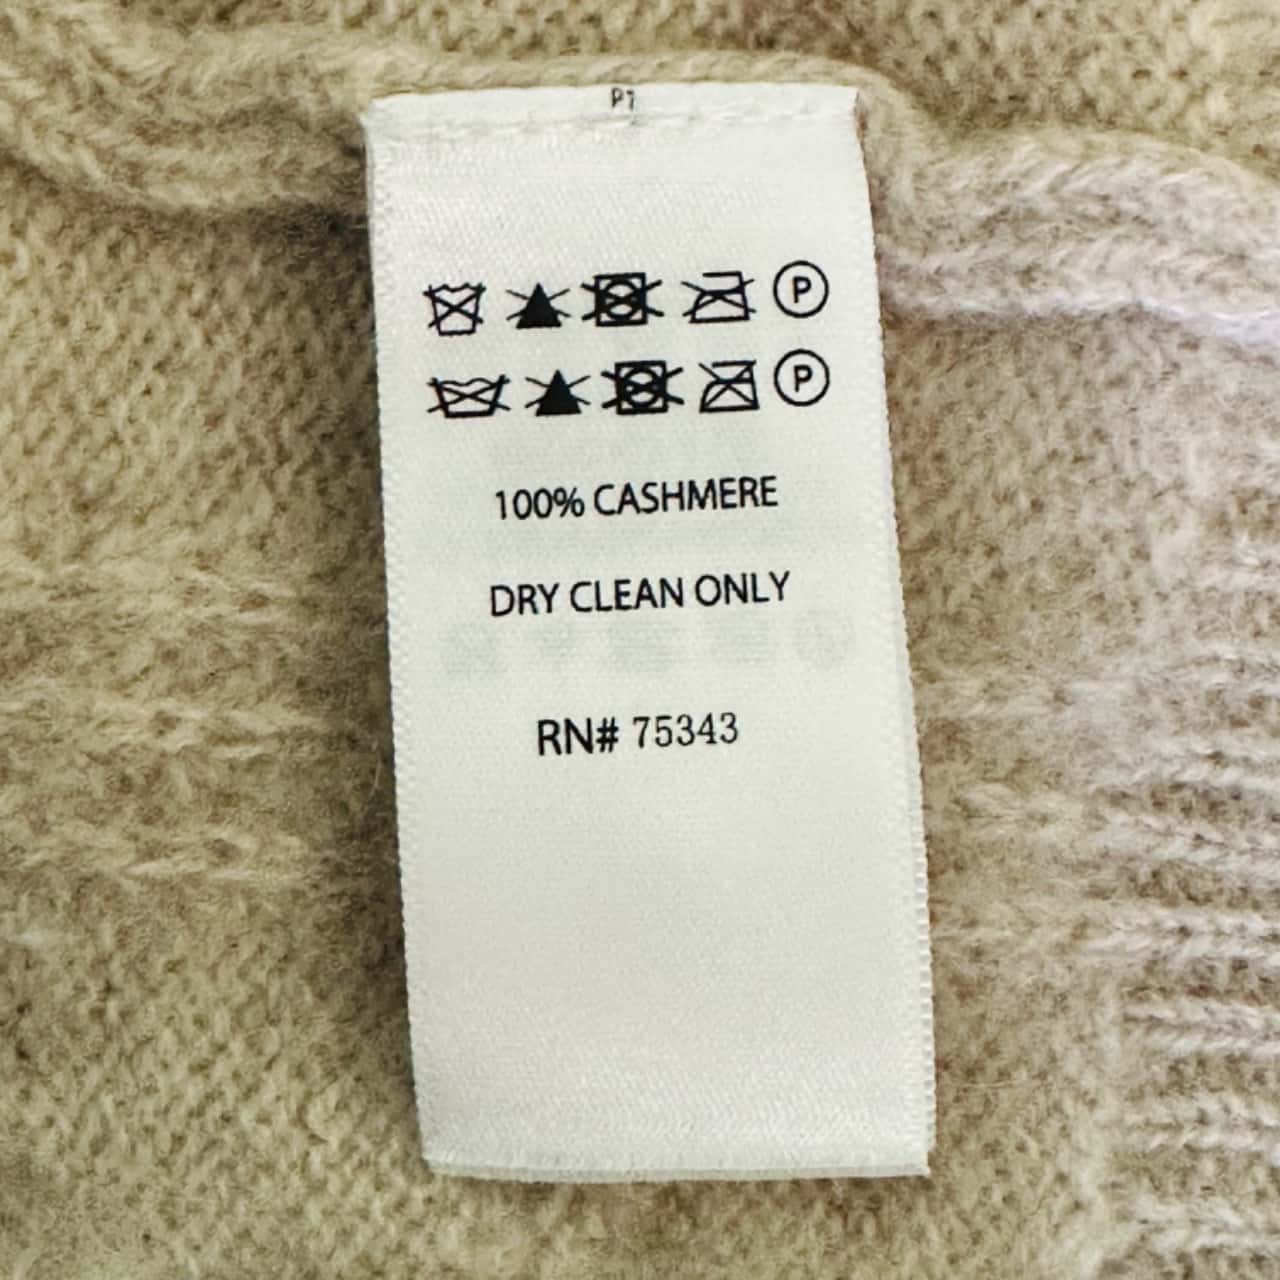 P1
P
P
100% CASHMERE
DRY CLEAN ONLY
RN# 75343